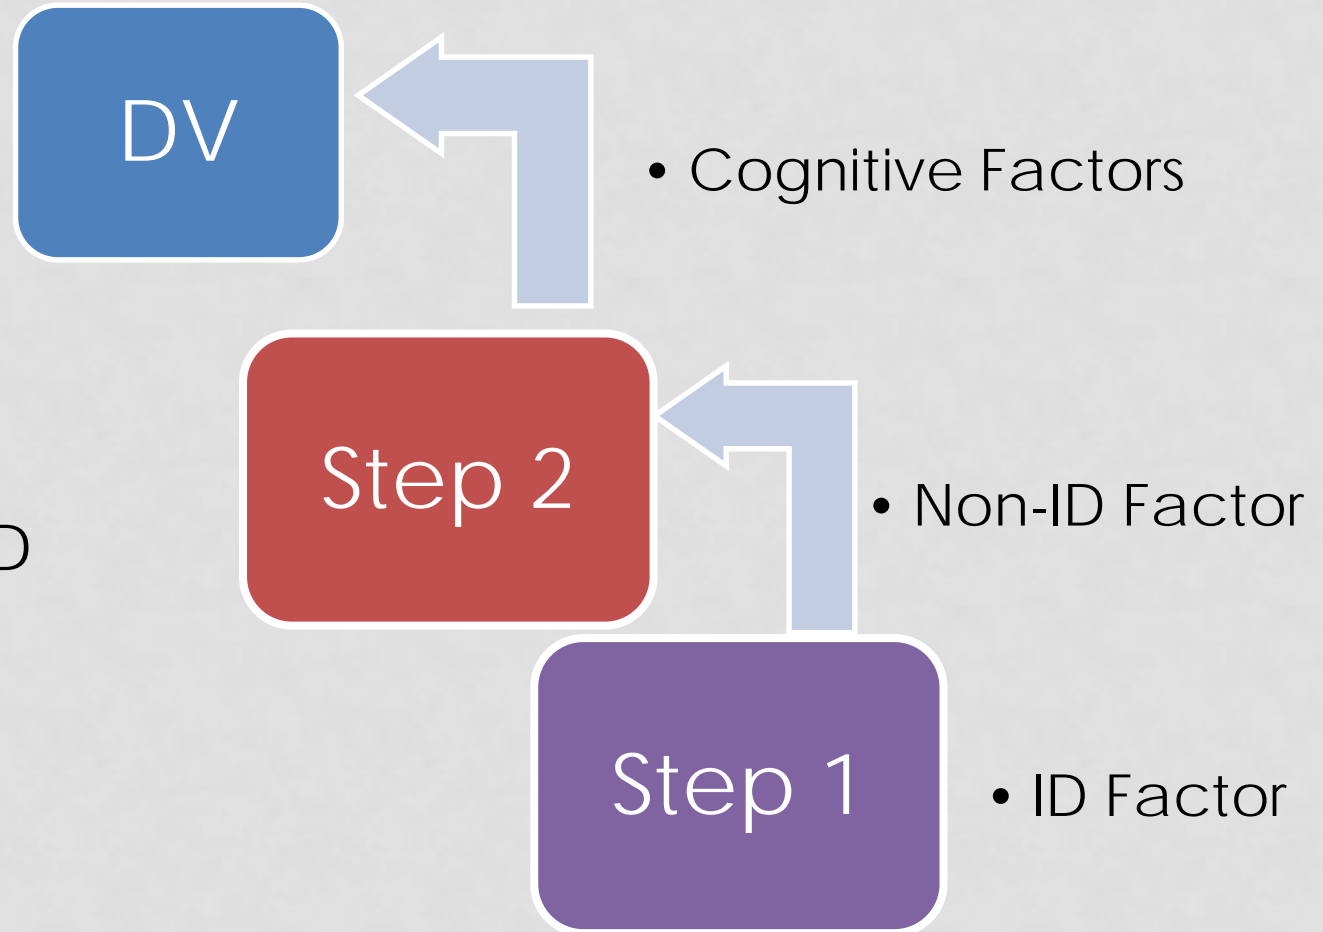 DV
• Cognitive Factors
Step 2
• Non-ID Factor
D
Step 1
• ID Factor